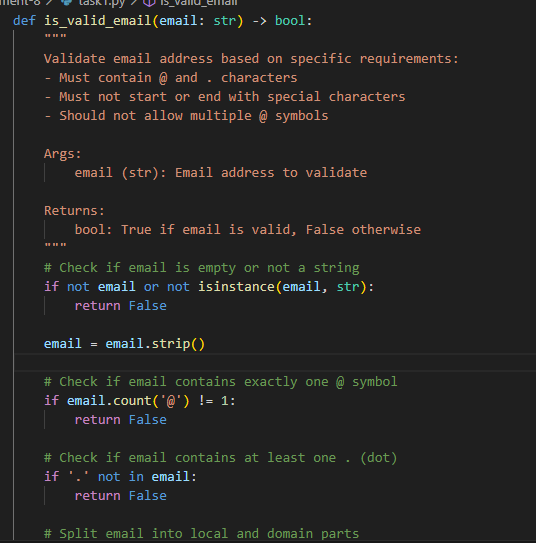 ment-8 > task1.py > is_valid_email
def is_valid_email(email: str) -> bool:
    """
    Validate email address based on specific requirements:
    - Must contain @ and . characters
    - Must not start or end with special characters
    - Should not allow multiple @ symbols

    Args:
        email (str): Email address to validate

    Returns:
        bool: True if email is valid, False otherwise
    """
    # Check if email is empty or not a string
    if not email or not isinstance(email, str):
        return False

    email = email.strip()

    # Check if email contains exactly one @ symbol
    if email.count('@') != 1:
        return False

    # Check if email contains at least one . (dot)
    if '.' not in email:
        return False

    # Split email into local and domain parts